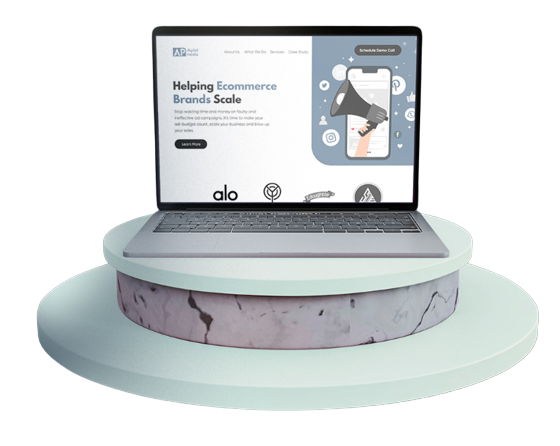 AP digital media
About Us What We Do Services Case Study
Schedule Demo Call
Helping Ecommerce
Brands Scale
Stop wasting time and money on faulty and
ineffective ad campaigns. It's time to make your
ad budget count, scale your business and blow up
your sales.
Learn More
alo